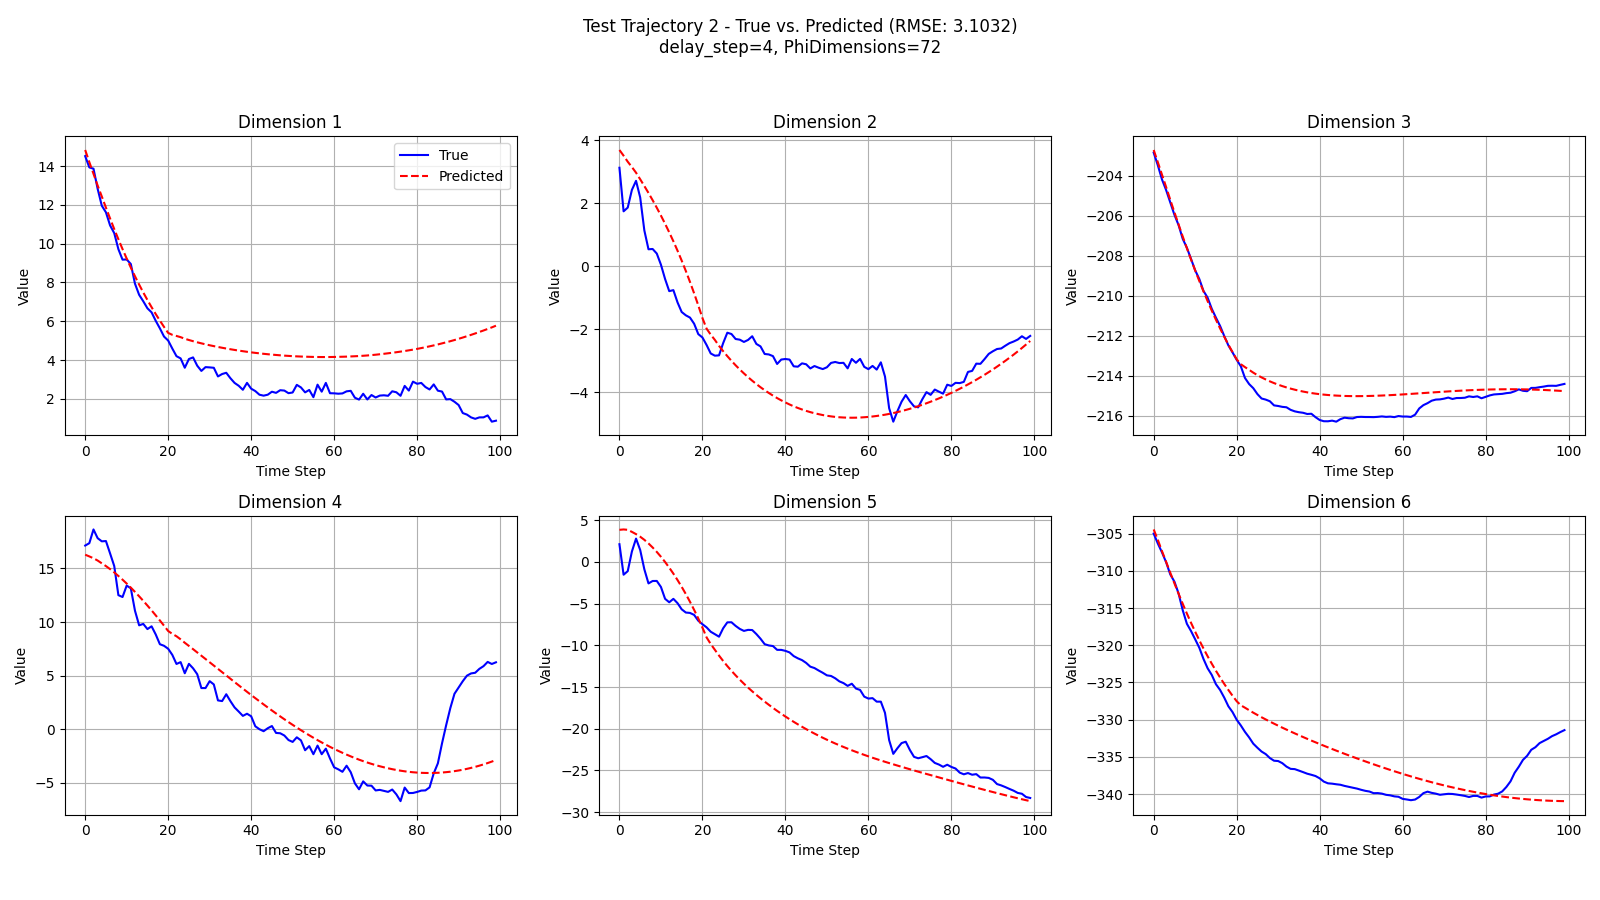 Test Trajectory 2 - True vs. Predicted (RMSE: 3.1032)
delay_step=4, PhiDimensions=72
Dimension 1
True
Predicted
Value
14
12
10
8
6
4
2
0 20 40 60 80 100
Time Step
Dimension 2
Value
4
2
0
−2
−4
0 20 40 60 80 100
Time Step
Dimension 3
Value
−204
−206
−208
−210
−212
−214
−216
0 20 40 60 80 100
Time Step
Dimension 4
Value
15
10
5
0
−5
0 20 40 60 80 100
Time Step
Dimension 5
Value
5
0
−5
−10
−15
−20
−25
−30
0 20 40 60 80 100
Time Step
Dimension 6
Value
−305
−310
−315
−320
−325
−330
−335
−340
0 20 40 60 80 100
Time Step